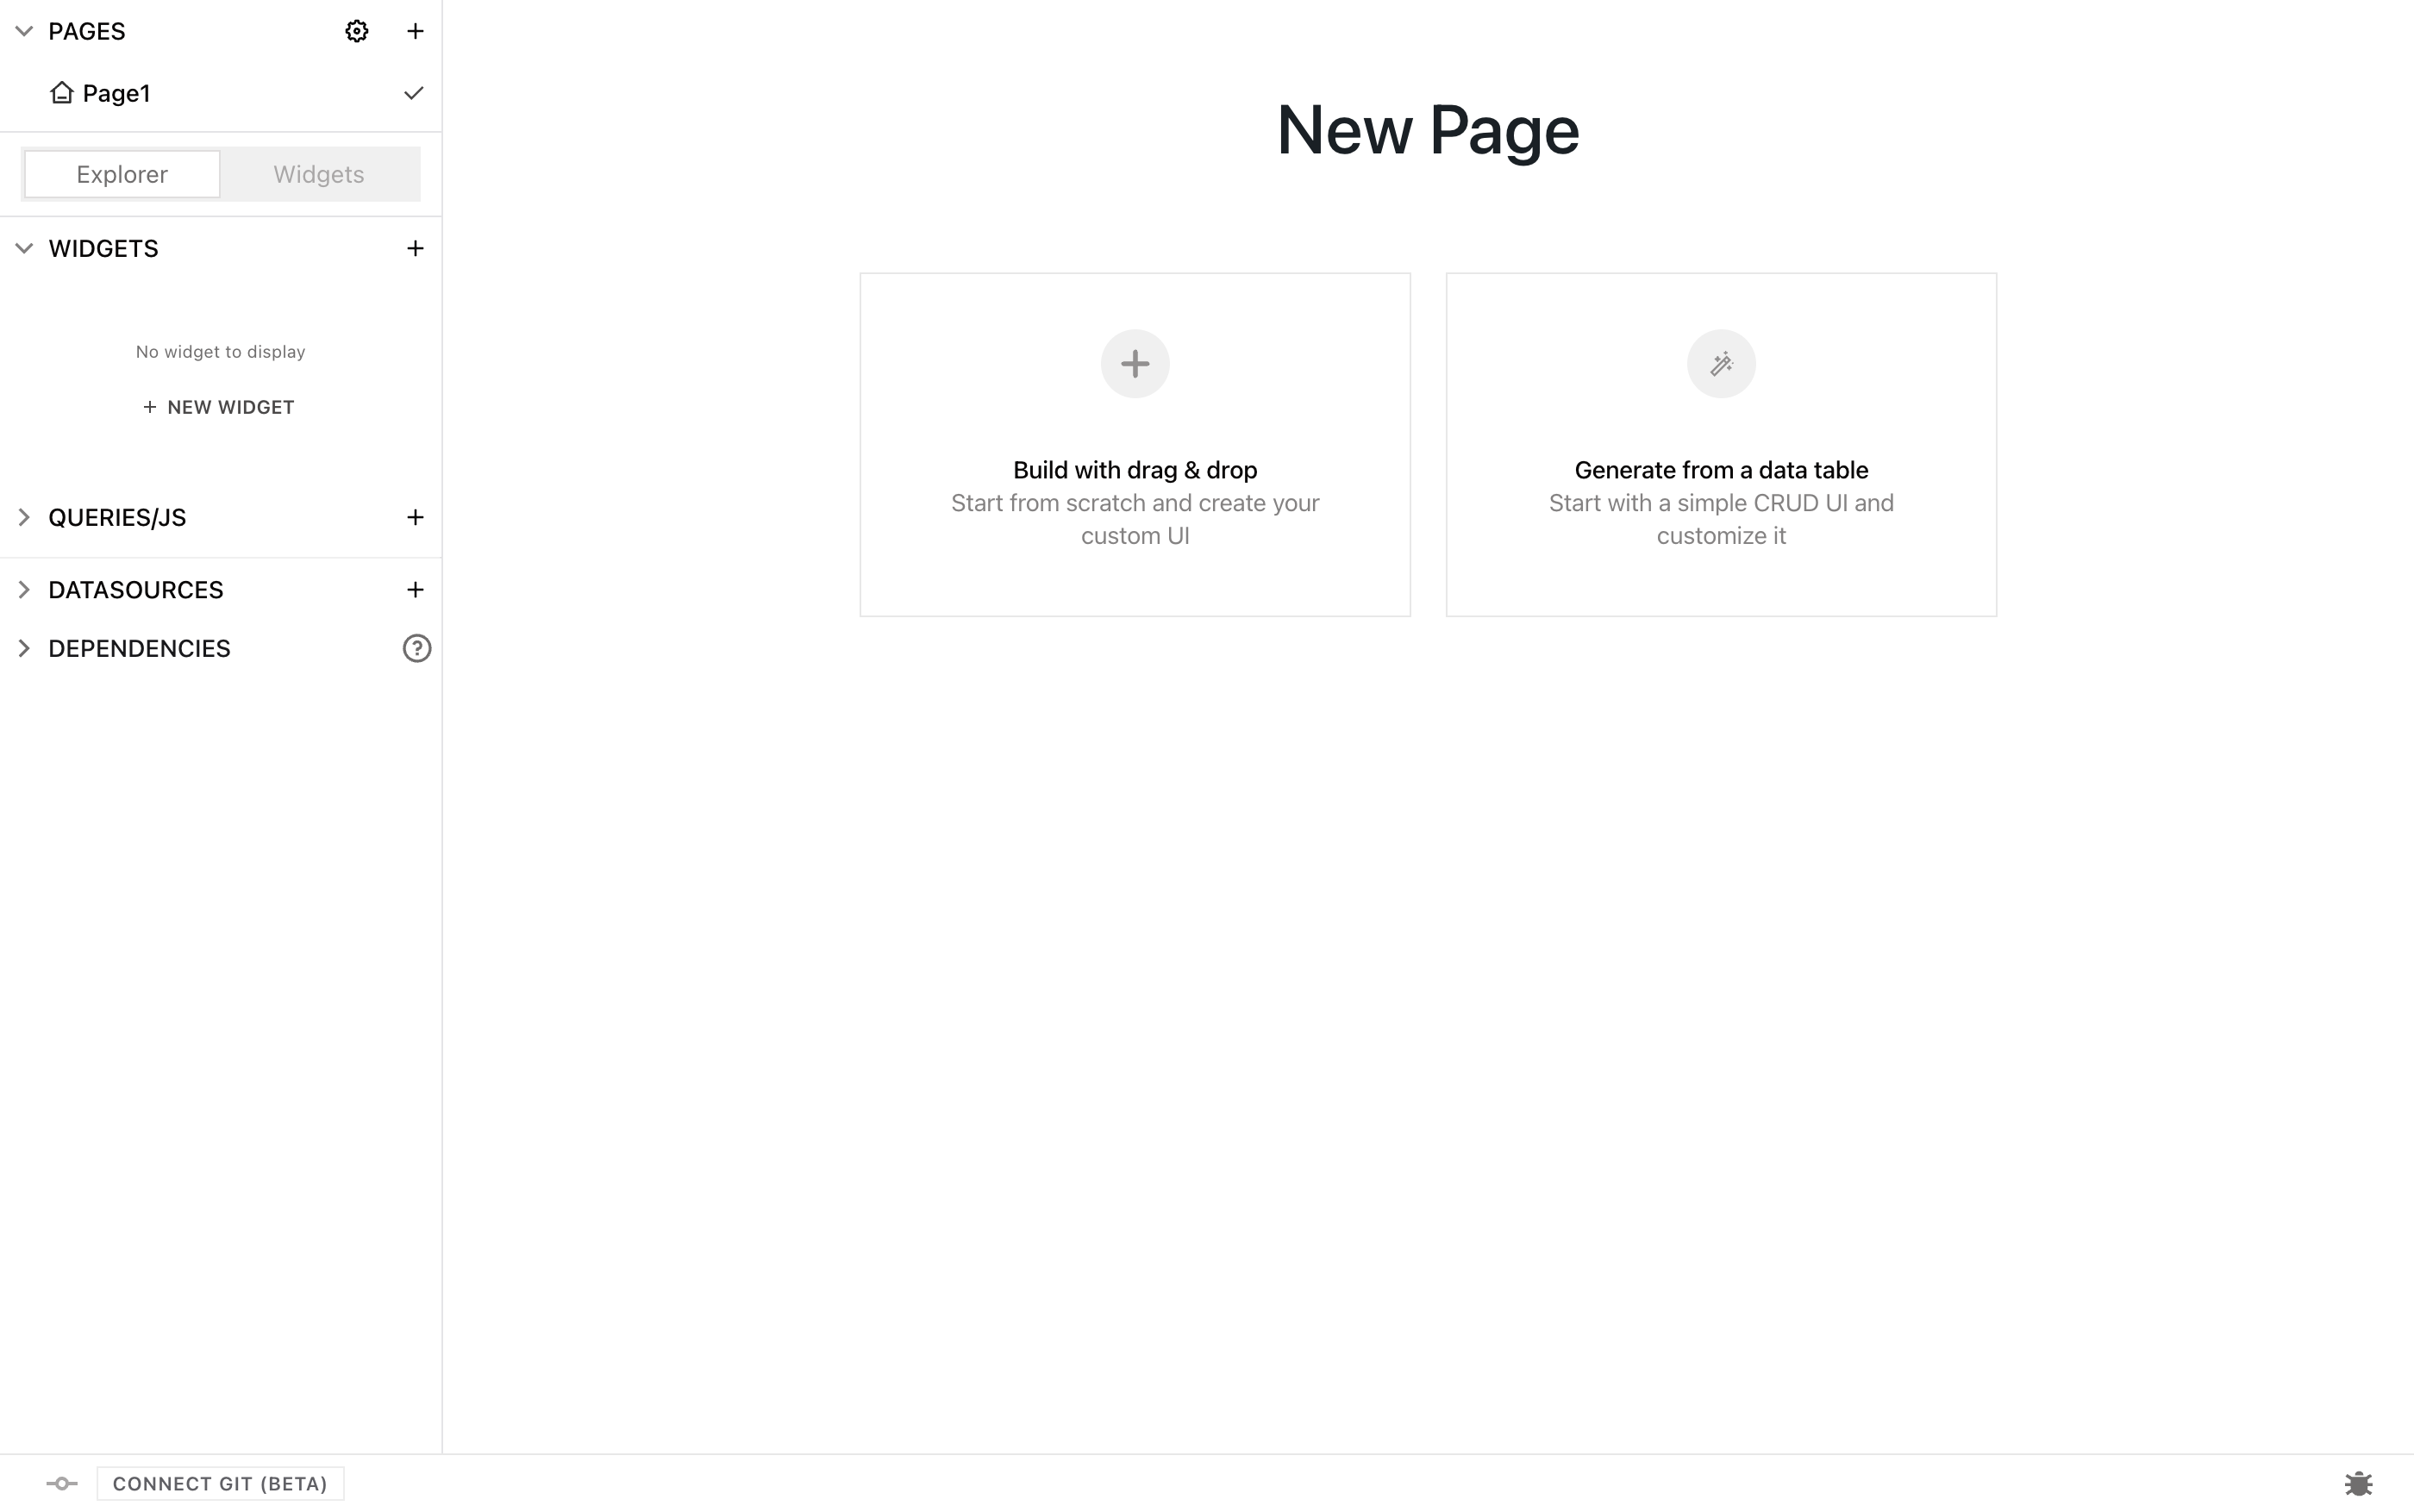 PAGES
Page1
Explorer
Widgets
WIDGETS
No widget to display
NEW WIDGET
QUERIES/JS
DATASOURCES
DEPENDENCIES
New Page
Build with drag & drop
Start from scratch and create your
custom UI
Generate from a data table
Start with a simple CRUD UI and
customize it
CONNECT GIT (BETA)